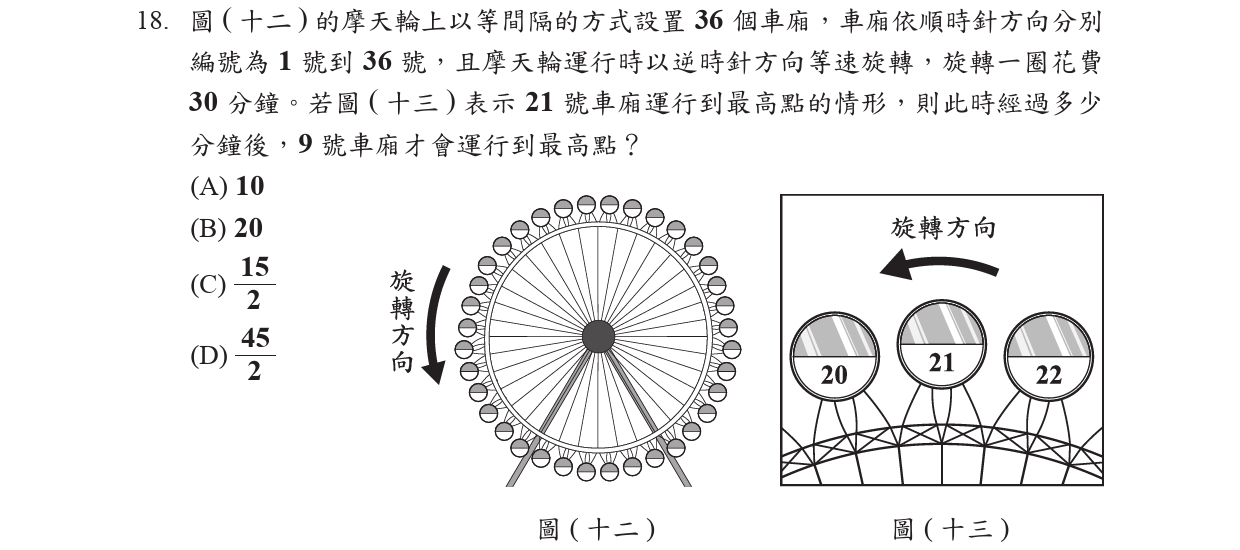 18. 圖(十二)的摩天輪上以等間隔的方式設置 36 個車廂，車廂依順時針方向分別
編號為 1 號到 36 號，且摩天輪運行時以逆時針方向等速旋轉，旋轉一圈花費
30 分鐘。若圖(十三)表示 21 號車廂運行到最高點的情形，則此時經過多少
分鐘後，9 號車廂才會運行到最高點？
(A) 10
(B) 20
(C) 15/2
(D) 45/2
旋轉方向
旋轉方向
20
21
22
圖(十二)
圖(十三)